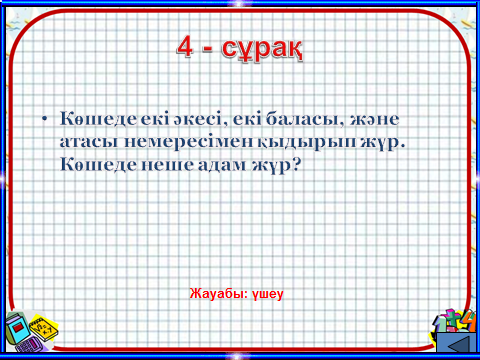 4 - сұрақ
• Көшеде екі әкесі, екі баласы, және
атасы немересімен қыдырып жүр.
Көшеде неше адам жүр?
Жауабы: үшеу